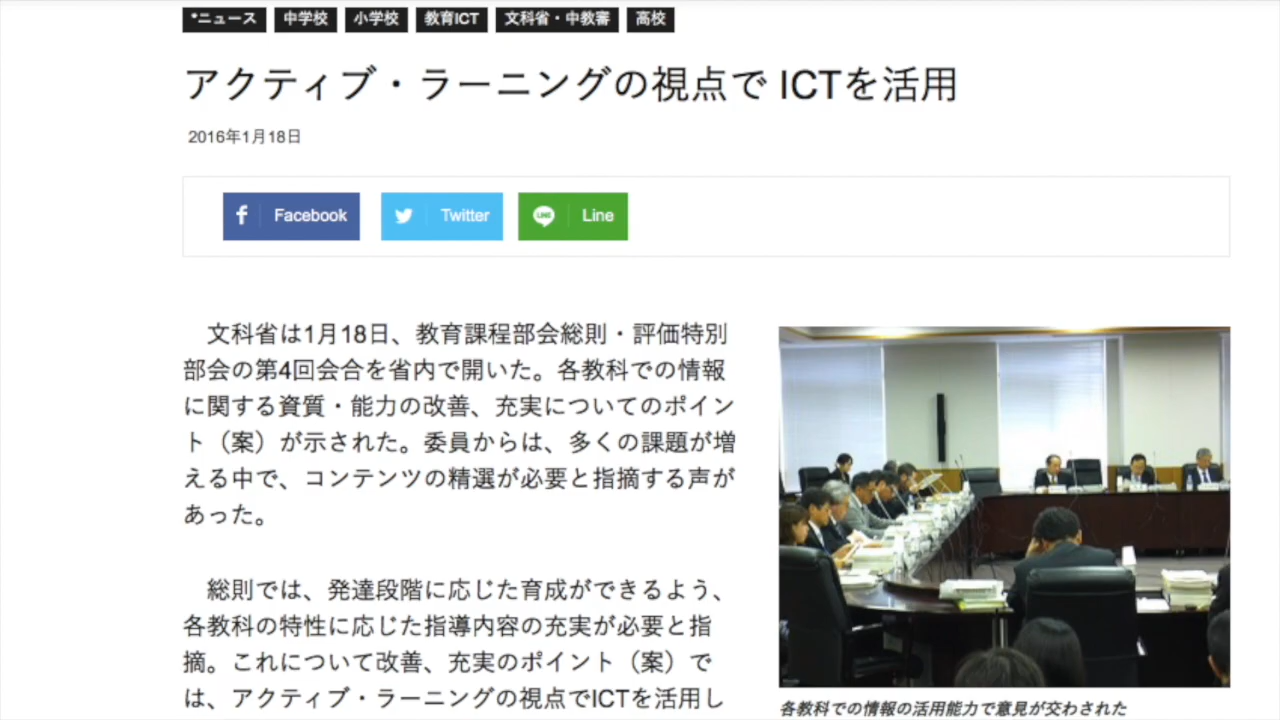 *ニュース 中学校 小学校 教育ICT 文科省・中教審 高校
アクティブ・ラーニングの視点で ICTを活用
2016年1月18日
Facebook Twitter Line
文科省は1月18日、教育課程部会総則・評価特別
部会の第4回会合を省内で開いた。各教科での情報
に関する資質・能力の改善、充実についてのポイン
ト（案）が示された。委員からは、多くの課題が増
える中で、コンテンツの精選が必要と指摘する声が
あった。
総則では、発達段階に応じた育成ができるよう、
各教科の特性に応じた指導内容の充実が必要と指
摘。これについて改善、充実のポイント（案）で
は、アクティブ・ラーニングの視点でICTを活用し
各教科での情報の活用能力で意見が交わされた